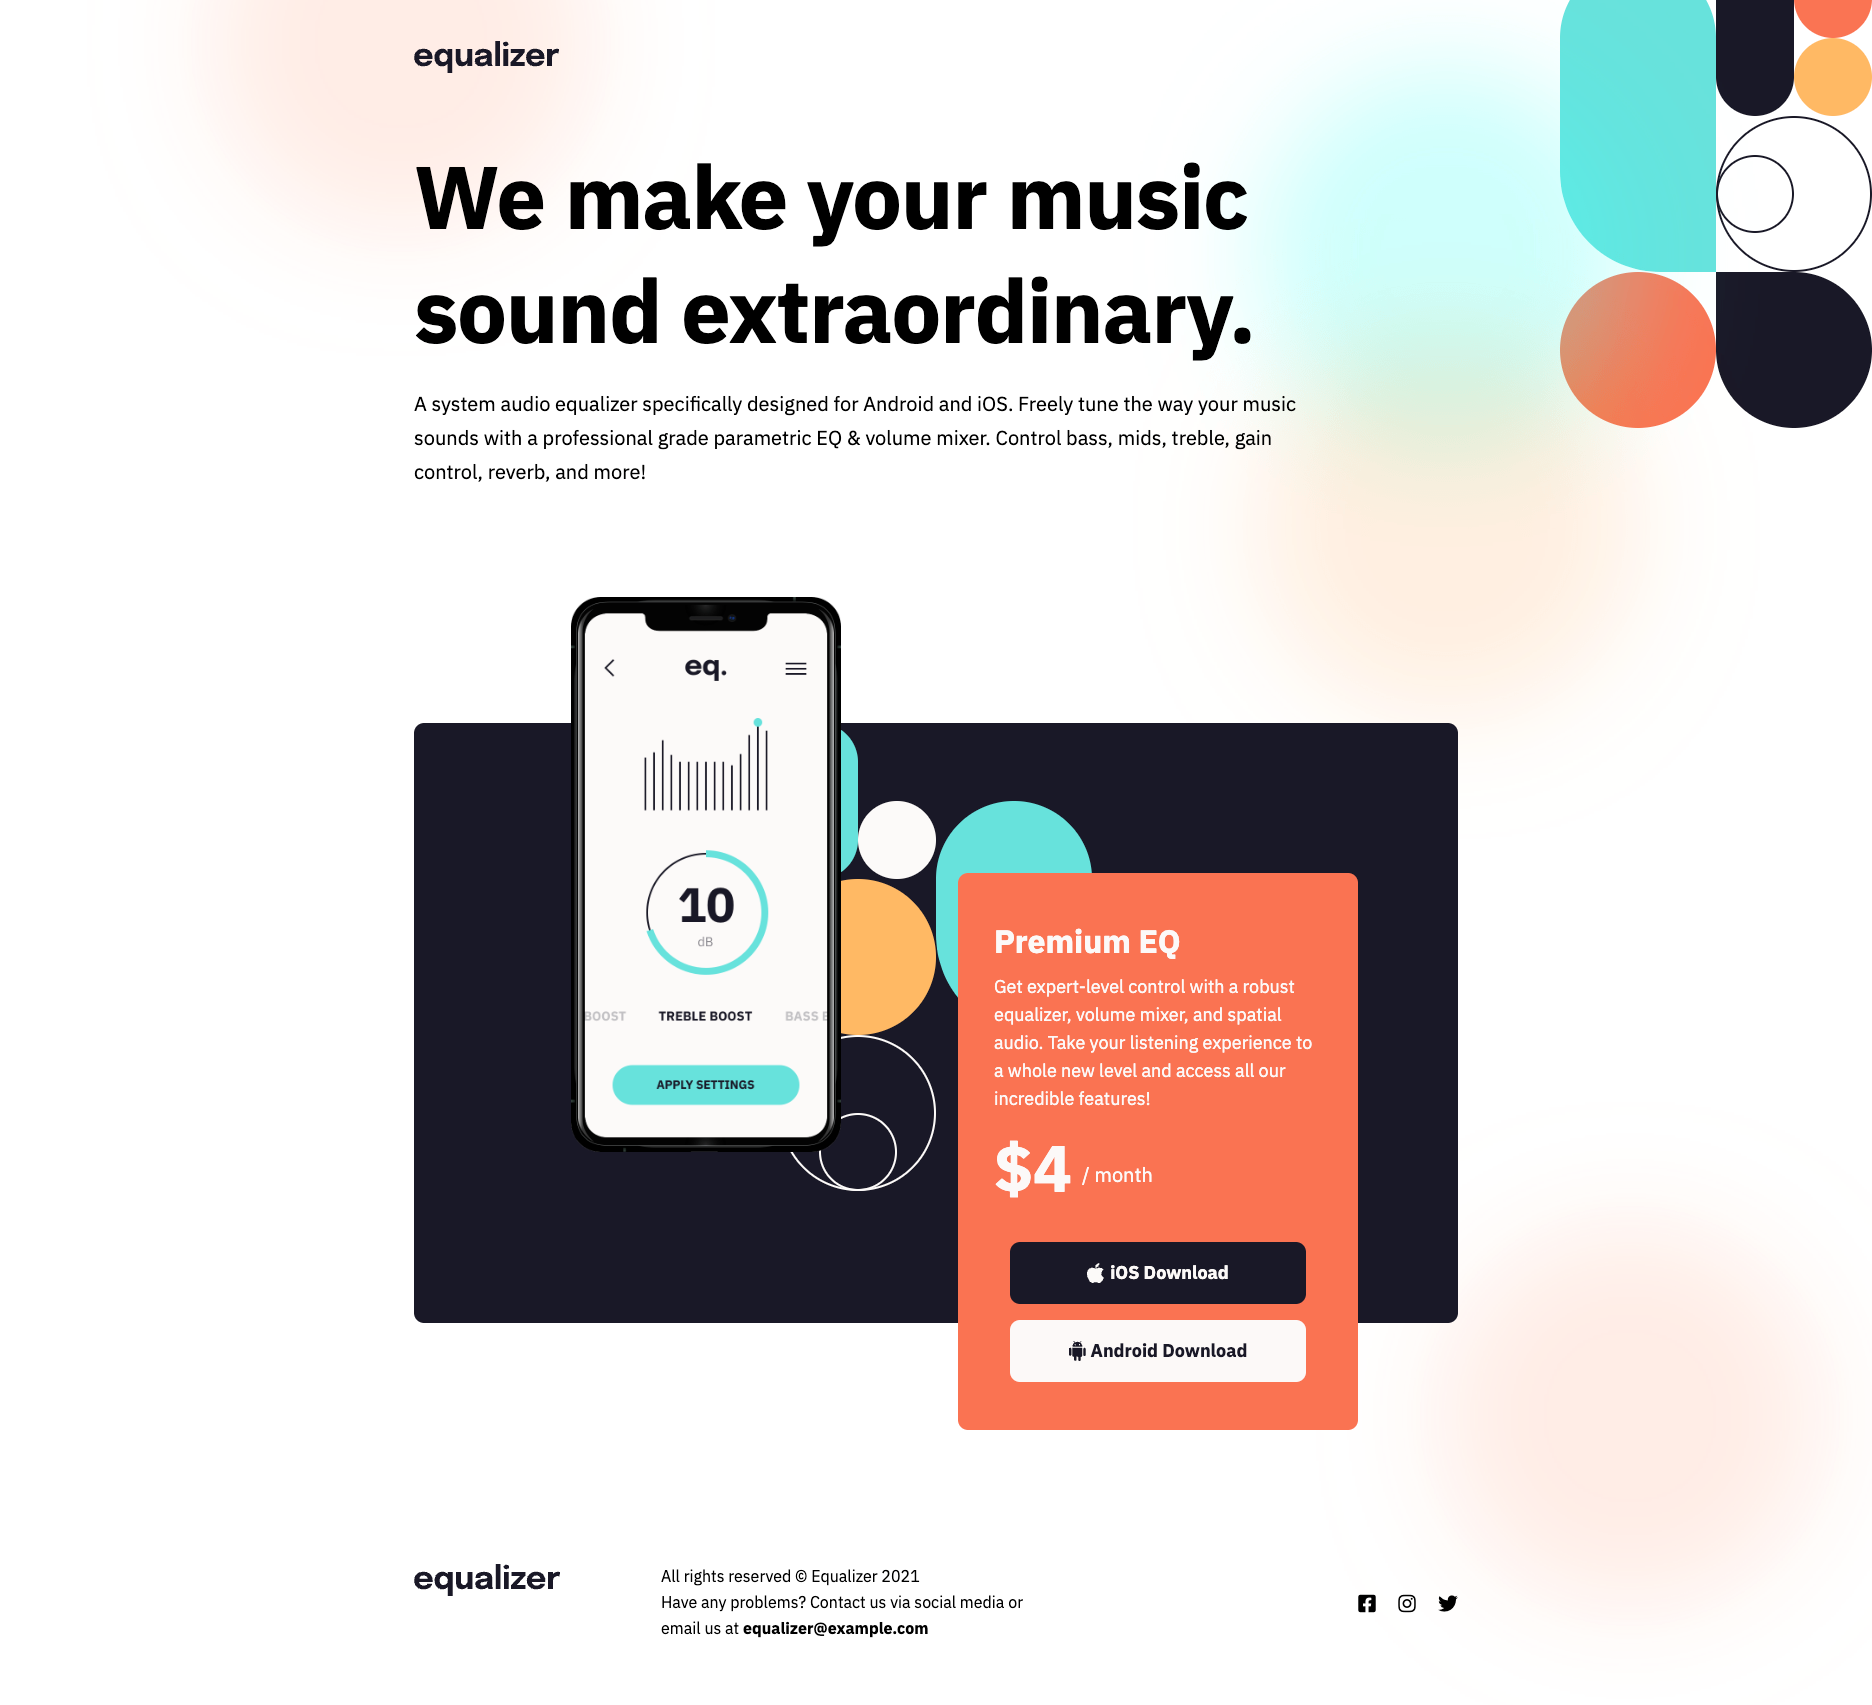 equalizer
We make your music
sound extraordinary.
A system audio equalizer specifically designed for Android and iOS. Freely tune the way your music
sounds with a professional grade parametric EQ & volume mixer. Control bass, mids, treble, gain
control, reverb, and more!
eq.
10
dB
BOOST TREBLE BOOST BASS
APPLY SETTINGS
Premium EQ
Get expert-level control with a robust
equalizer, volume mixer, and spatial
audio. Take your listening experience to
a whole new level and access all our
incredible features!
$4 / month
iOS Download
Android Download
equalizer
All rights reserved © Equalizer 2021
Have any problems? Contact us via social media or
email us at equalizer@example.com